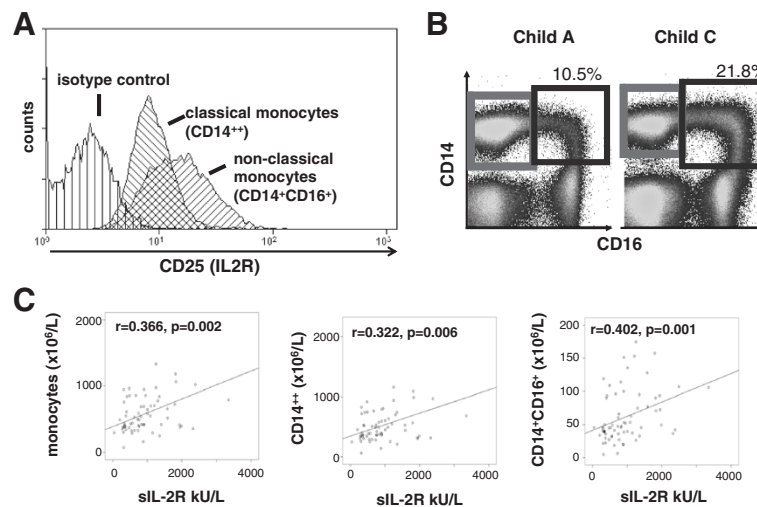 A
isotype control
classical monocytes
(CD14⁺⁺)
non-classical
monocytes
(CD14⁺CD16⁺)
counts
10⁰ 10¹ 10² 10³
CD25 (IL2R)
B
Child A Child C
10.5% 21.8%
CD14
CD16
C
r=0.366, p=0.002
monocytes (x10⁶/L)
2000
1000
0
0 2000 4000
sIL-2R kU/L
r=0.322, p=0.006
CD14⁺⁺ (x10⁶/L)
2000
1000
0
0 2000 4000
sIL-2R kU/L
r=0.402, p=0.001
CD14⁺CD16⁺ (x10⁶/L)
200
150
100
50
0
0 1000 2000 3000 4000
sIL-2R kU/L